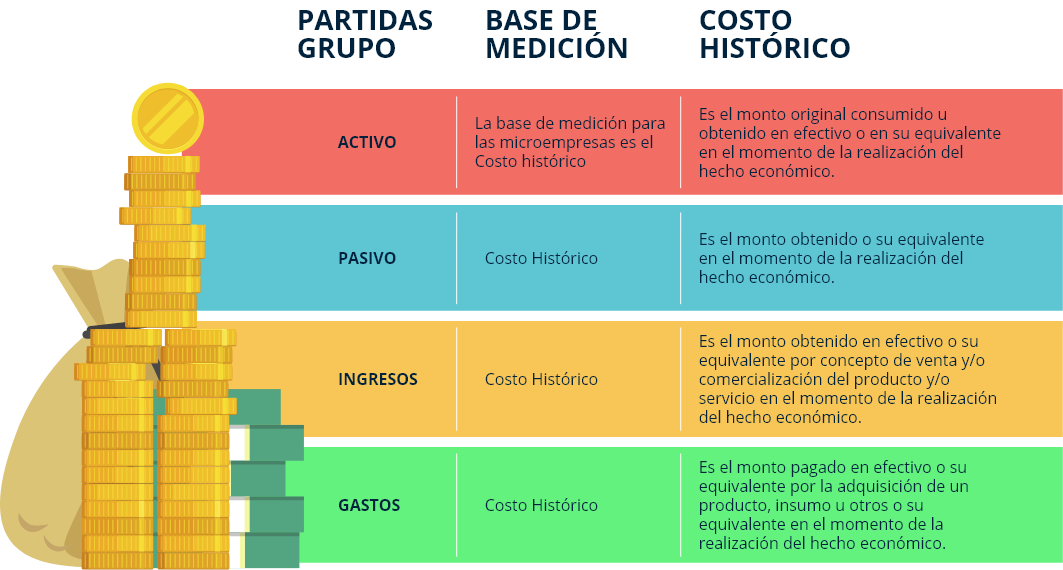 PARTIDAS
GRUPO
BASE DE
MEDICIÓN
COSTO
HISTÓRICO
ACTIVO
La base de medición para
las microempresas es el
Costo histórico
Es el monto original consumido u
obtenido en efectivo o en su equivalente
en el momento de la realización del
hecho económico.
PASIVO
Costo Histórico
Es el monto obtenido o su equivalente
en el momento de la realización del
hecho económico.
INGRESOS
Costo Histórico
Es el monto obtenido en efectivo o su
equivalente por concepto de venta y/o
comercialización del producto y/o
servicio en el momento de la realización
del hecho económico.
GASTOS
Costo Histórico
Es el monto pagado en efectivo o su
equivalente por la adquisición de un
producto, insumo u otros o su
equivalente en el momento de la
realización del hecho económico.